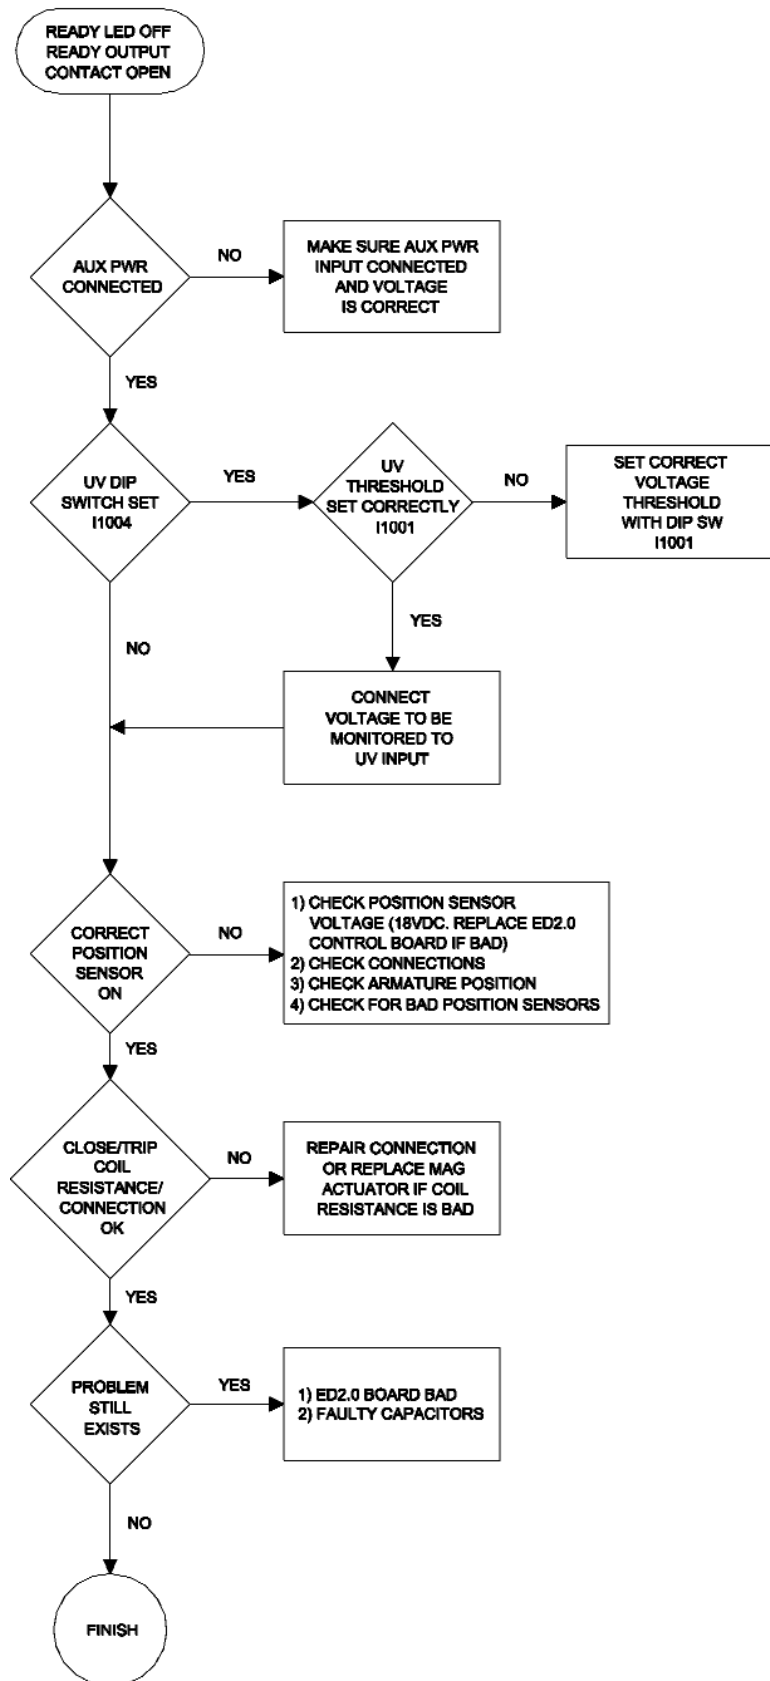 READY LED OFF
READY OUTPUT
CONTACT OPEN
AUX PWR
CONNECTED
NO
MAKE SURE AUX PWR
INPUT CONNECTED
AND VOLTAGE
IS CORRECT
YES
UV DIP
SWITCH SET
I1004
YES
UV
THRESHOLD
SET CORRECTLY
I1001
NO
SET CORRECT
VOLTAGE
THRESHOLD
WITH DIP SW
I1001
YES
NO
CONNECT
VOLTAGE TO BE
MONITORED TO
UV INPUT
CORRECT
POSITION
SENSOR
ON
NO
1) CHECK POSITION SENSOR
VOLTAGE (18VDC. REPLACE ED2.0
CONTROL BOARD IF BAD)
2) CHECK CONNECTIONS
3) CHECK ARMATURE POSITION
4) CHECK FOR BAD POSITION SENSORS
YES
CLOSE/TRIP
COIL
RESISTANCE/
CONNECTION
OK
NO
REPAIR CONNECTION
OR REPLACE MAG
ACTUATOR IF COIL
RESISTANCE IS BAD
YES
PROBLEM
STILL
EXISTS
YES
1) ED2.0 BOARD BAD
2) FAULTY CAPACITORS
NO
FINISH